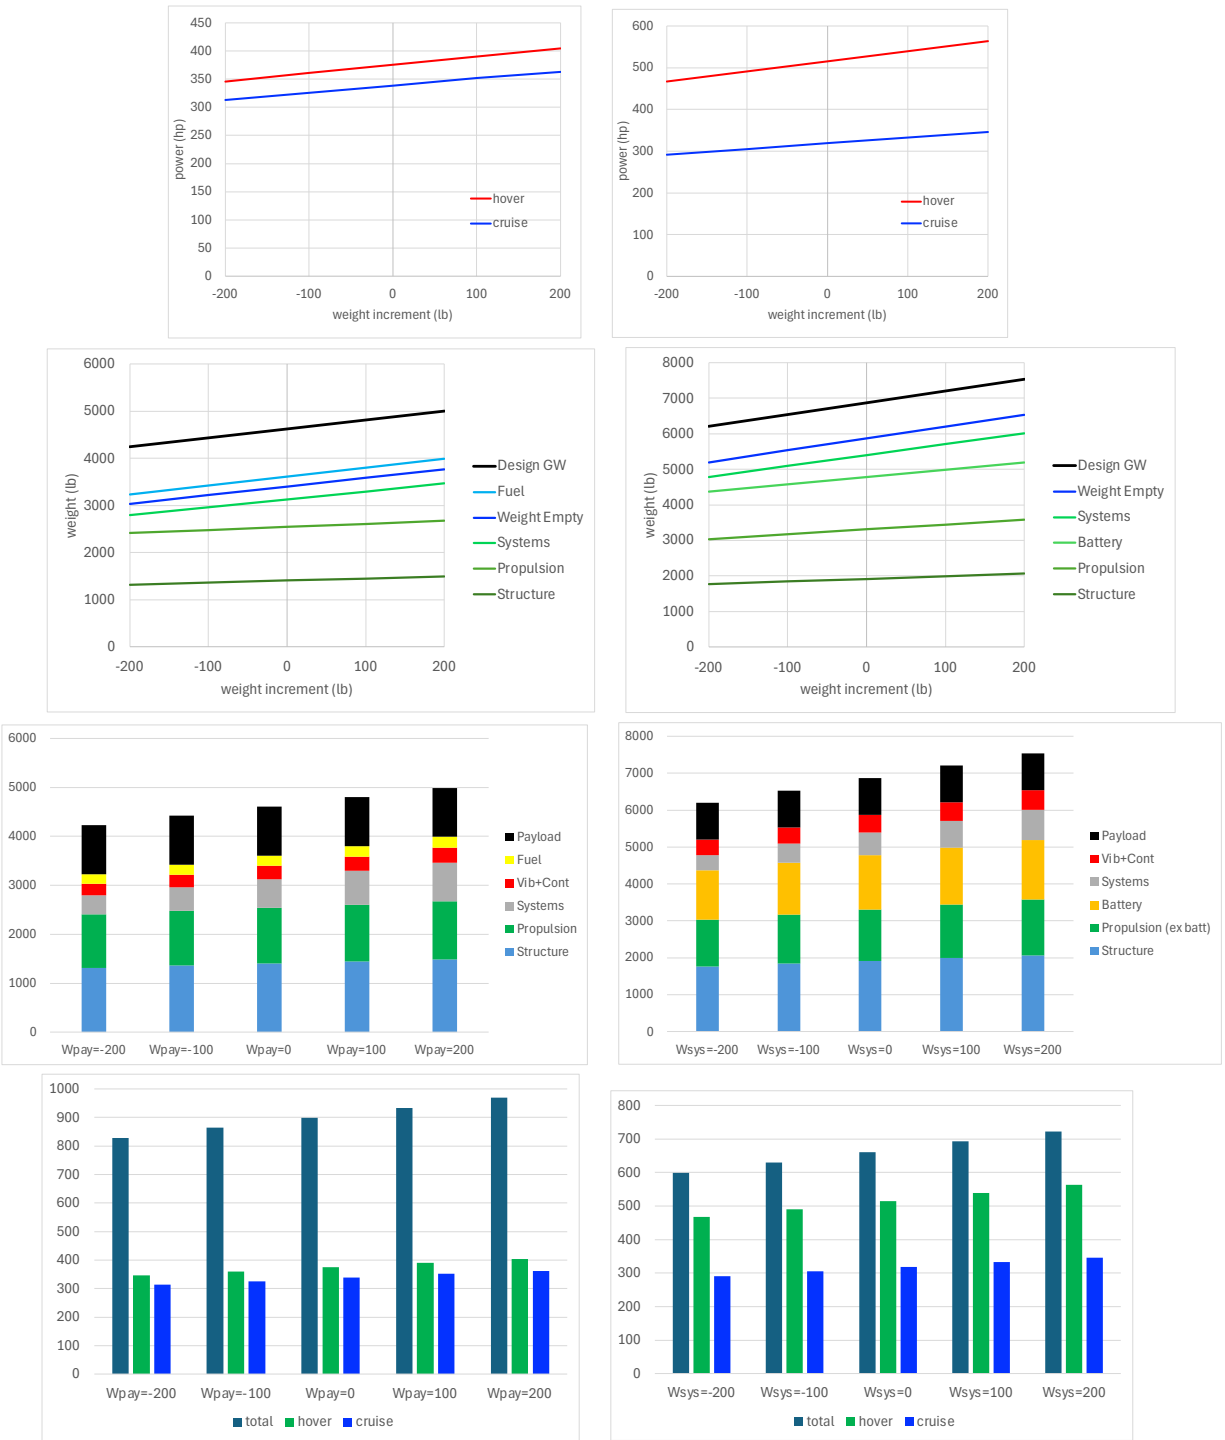 450
400
350
300
250
200
150
100
50
0
power (hp)
hover
cruise
-200 -100 0 100 200
weight increment (lb)
600
500
400
300
200
100
0
power (hp)
hover
cruise
-200 -100 0 100 200
weight increment (lb)
6000
5000
4000
3000
2000
1000
0
weight (lb)
Design GW
Fuel
Weight Empty
Systems
Propulsion
Structure
-200 -100 0 100 200
weight increment (lb)
8000
7000
6000
5000
4000
3000
2000
1000
0
weight (lb)
Design GW
Weight Empty
Systems
Battery
Propulsion
Structure
-200 -100 0 100 200
weight increment (lb)
6000
5000
4000
3000
2000
1000
0
Payload
Fuel
Vib+Cont
Systems
Propulsion
Structure
Wpay=-200 Wpay=-100 Wpay=0 Wpay=100 Wpay=200
8000
7000
6000
5000
4000
3000
2000
1000
0
Payload
Vib+Cont
Systems
Battery
Propulsion (ex batt)
Structure
Wsys=-200 Wsys=-100 Wsys=0 Wsys=100 Wsys=200
1000
900
800
700
600
500
400
300
200
100
0
Wpay=-200 Wpay=-100 Wpay=0 Wpay=100 Wpay=200
total hover cruise
800
700
600
500
400
300
200
100
0
Wsys=-200 Wsys=-100 Wsys=0 Wsys=100 Wsys=200
total hover cruise